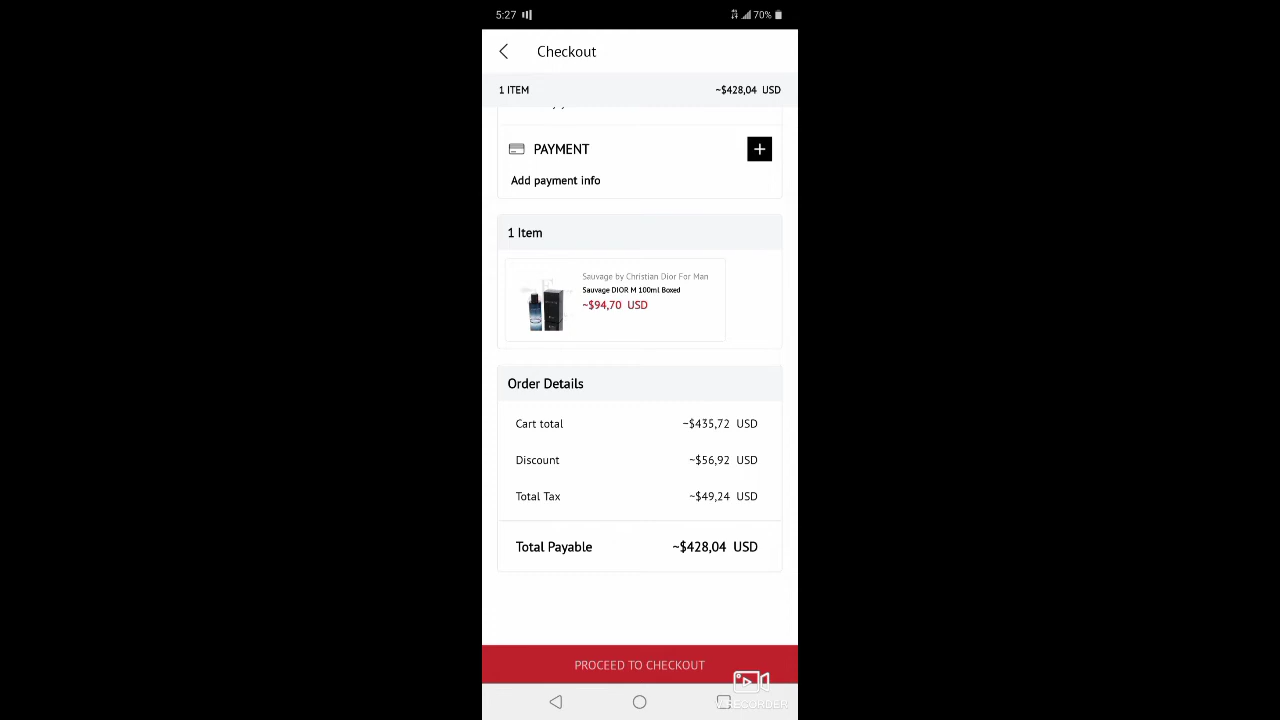 5:27
70%
Checkout
1 ITEM ~$428,04 USD
PAYMENT
Add payment info
1 Item
Sauvage by Christian Dior For Man
Sauvage DIOR M 100ml Boxed
~$94,70 USD
Order Details
Cart total ~$435,72 USD
Discount ~$56,92 USD
Total Tax ~$49,24 USD
Total Payable ~$428,04 USD
PROCEED TO CHECKOUT
RECORDER